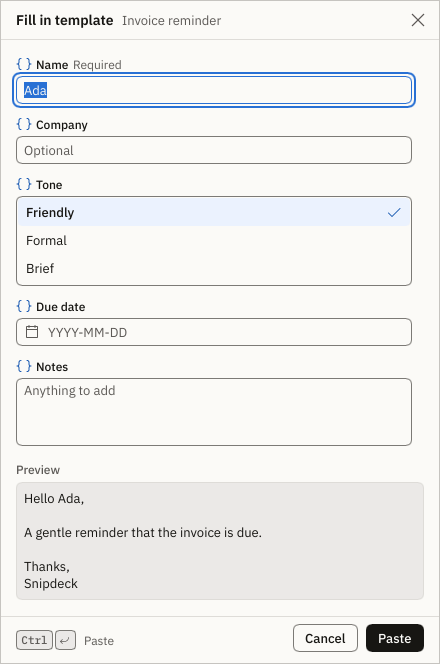 Fill in template Invoice reminder
{ } Name Required
Ada
{ } Company
Optional
{ } Tone
Friendly
Formal
Brief
{ } Due date
YYYY-MM-DD
{ } Notes
Anything to add
Preview
Hello Ada,
A gentle reminder that the invoice is due.
Thanks,
Snipdeck
Ctrl Paste
Cancel
Paste